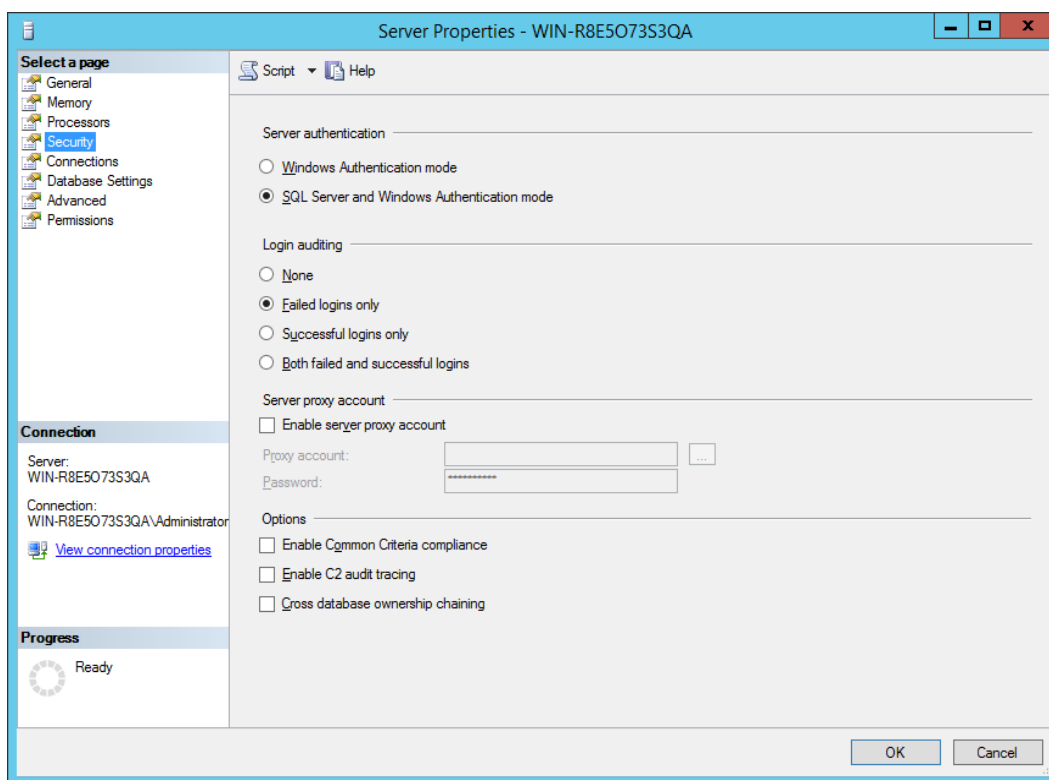 Server Properties - WIN-R8E5O73S3QA
Select a page
General
Memory
Processors
Security
Connections
Database Settings
Advanced
Permissions
Connection
Server:
WIN-R8E5O73S3QA
Connection:
WIN-R8E5O73S3QA\Administrator
View connection properties
Progress
Ready
Script Help
Server authentication
Windows Authentication mode
SQL Server and Windows Authentication mode
Login auditing
None
Failed logins only
Successful logins only
Both failed and successful logins
Server proxy account
Enable server proxy account
Proxy account: ...
Password: **********
Options
Enable Common Criteria compliance
Enable C2 audit tracing
Cross database ownership chaining
OK Cancel